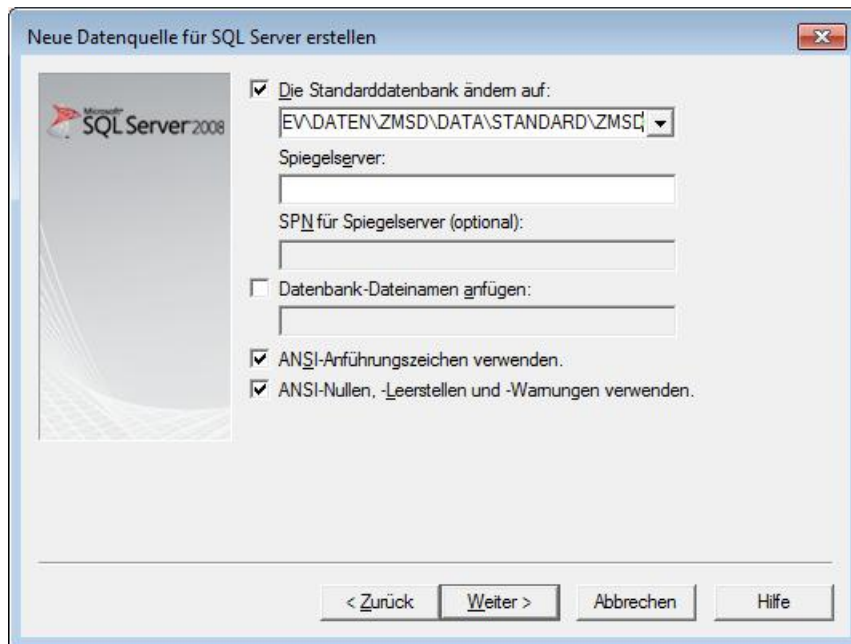 Neue Datenquelle für SQL Server erstellen
Microsoft
SQL Server 2008
Die Standarddatenbank ändern auf:
EV\DATEN\ZMSD\DATA\STANDARD\ZMSD
Spiegelserver:
SPN für Spiegelserver (optional):
Datenbank-Dateinamen anfügen:
ANSI-Anführungszeichen verwenden.
ANSI-Nullen, -Leerstellen und -Warnungen verwenden.
< Zurück
Weiter >
Abbrechen
Hilfe